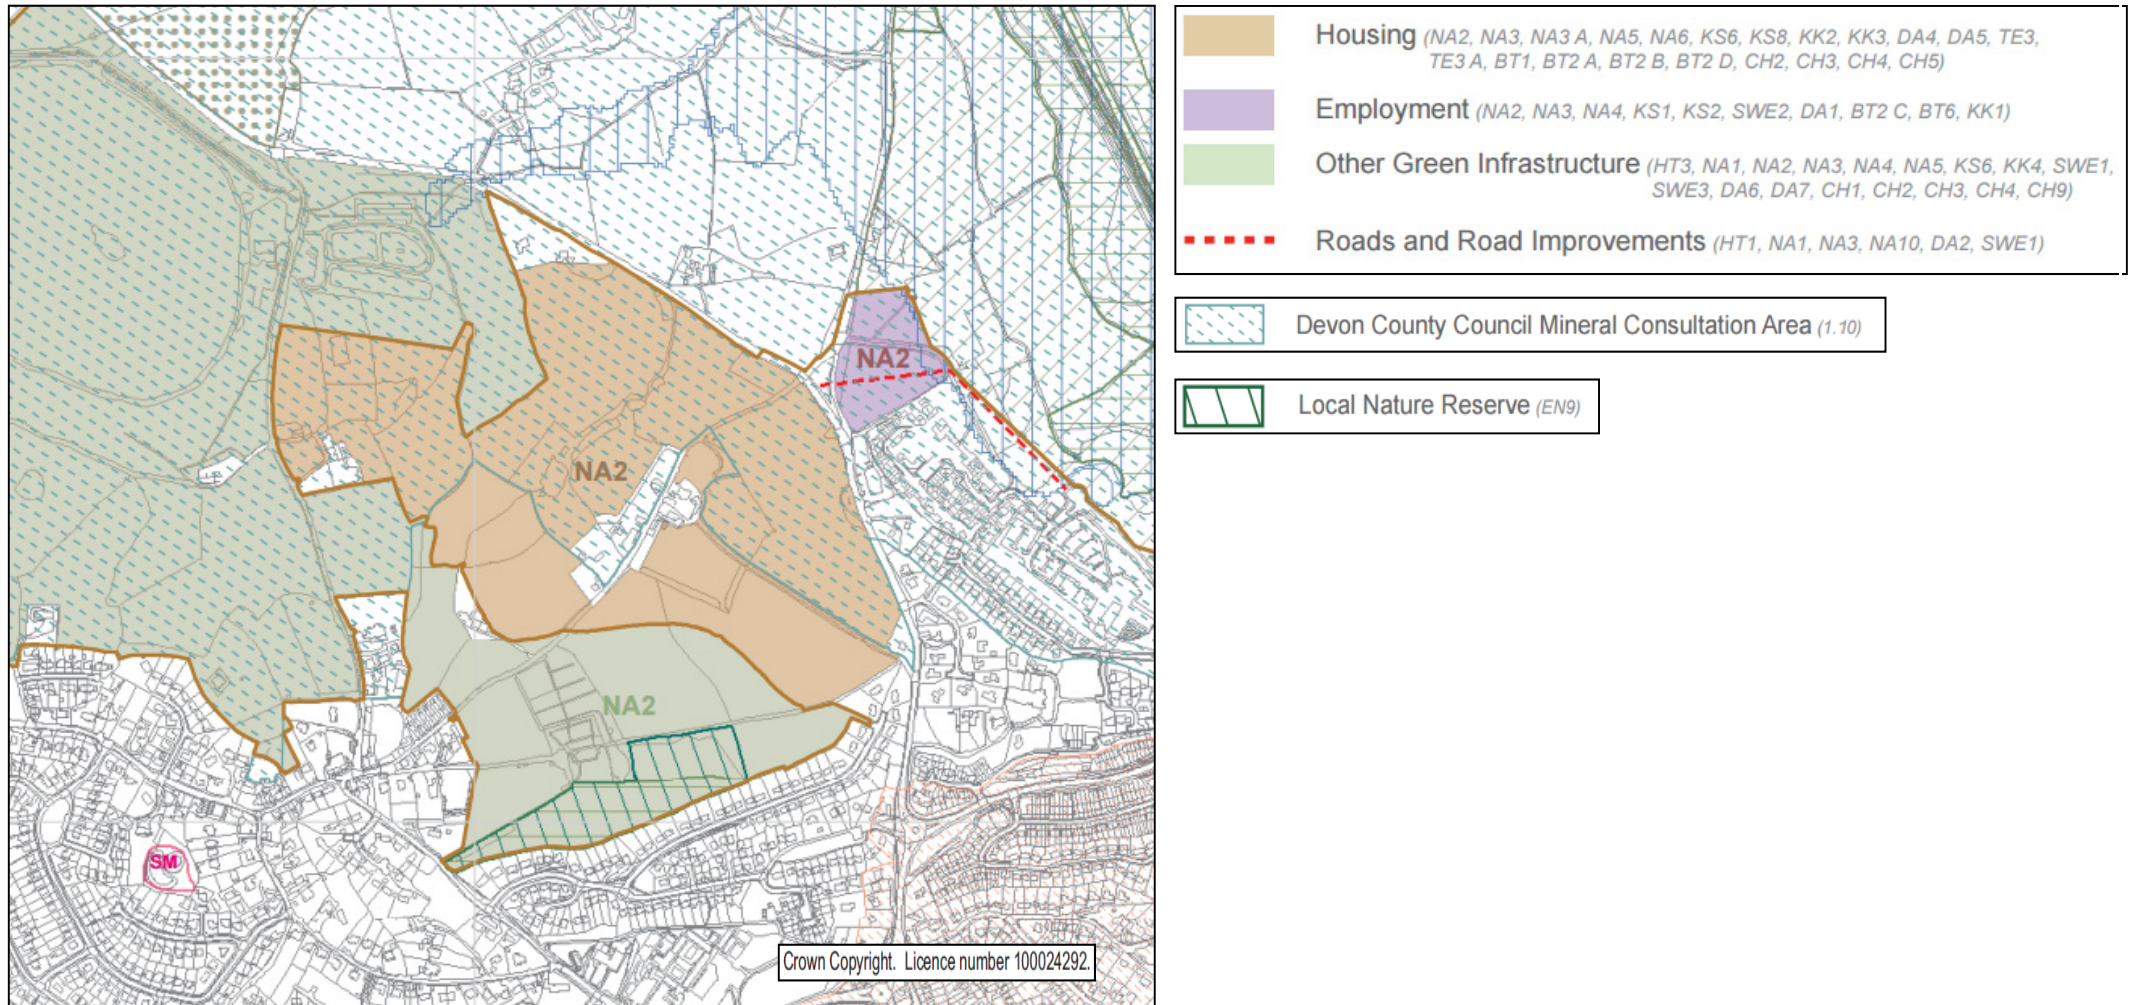 NA2
NA2
NA2
SM
Crown Copyright. Licence number 100024292.
Housing (NA2, NA3, NA3 A, NA5, NA6, KS6, KS8, KK2, KK3, DA4, DA5, TE3,
TE3 A, BT1, BT2 A, BT2 B, BT2 D, CH2, CH3, CH4, CH5)
Employment (NA2, NA3, NA4, KS1, KS2, SWE2, DA1, BT2 C, BT6, KK1)
Other Green Infrastructure (HT3, NA1, NA2, NA3, NA4, NA5, KS6, KK4, SWE1,
SWE3, DA6, DA7, CH1, CH2, CH3, CH4, CH9)
Roads and Road Improvements (HT1, NA1, NA3, NA10, DA2, SWE1)
Devon County Council Mineral Consultation Area (1.10)
Local Nature Reserve (EN9)